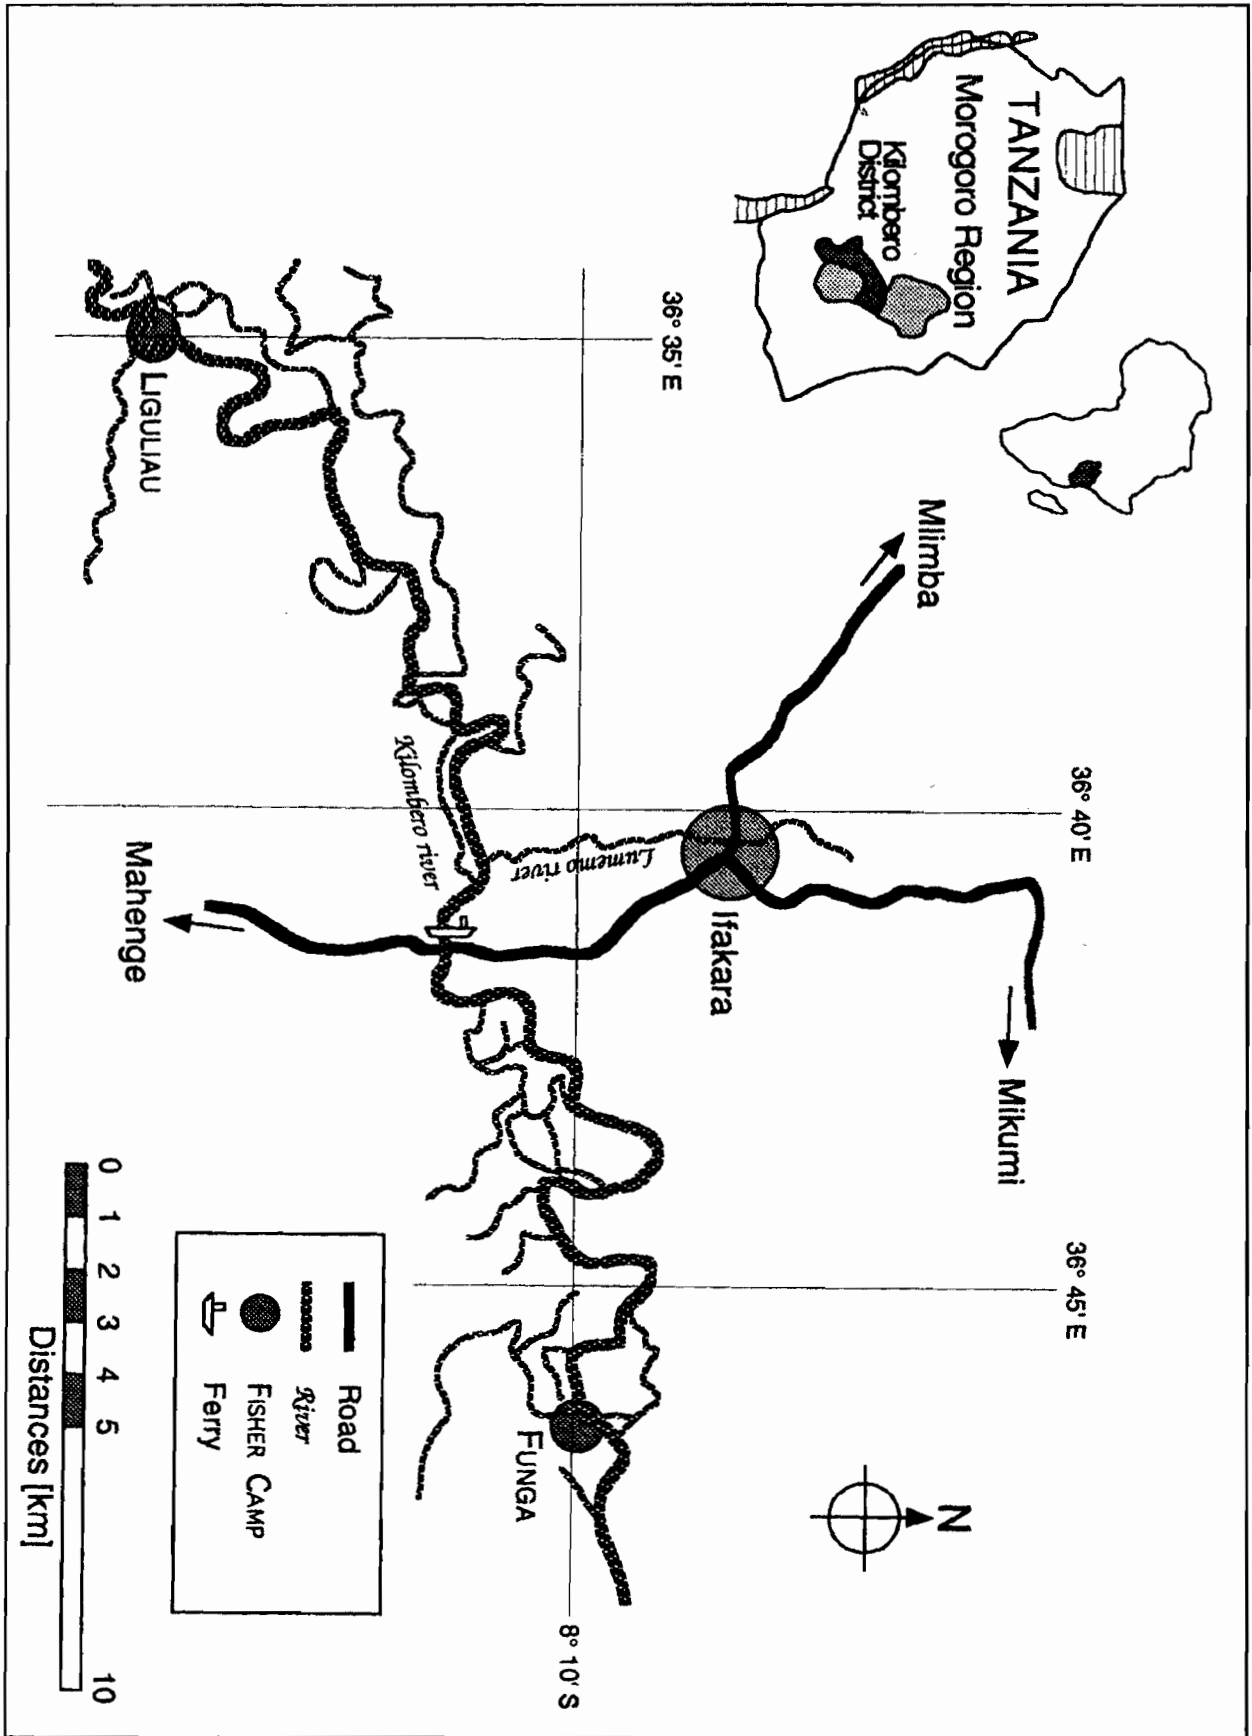 TANZANIA
Morogoro Region
Kilombero
District
Mlimba
Mikumi
36° 35' E
36° 40' E
36° 45' E
N
Ifakara
Lumemo river
Kilombero river
LIGULIAU
FUNGA
8° 10' S
Mahenge
Road
River
FISHER CAMP
Ferry
0 1 2 3 4 5 10
Distances [km]